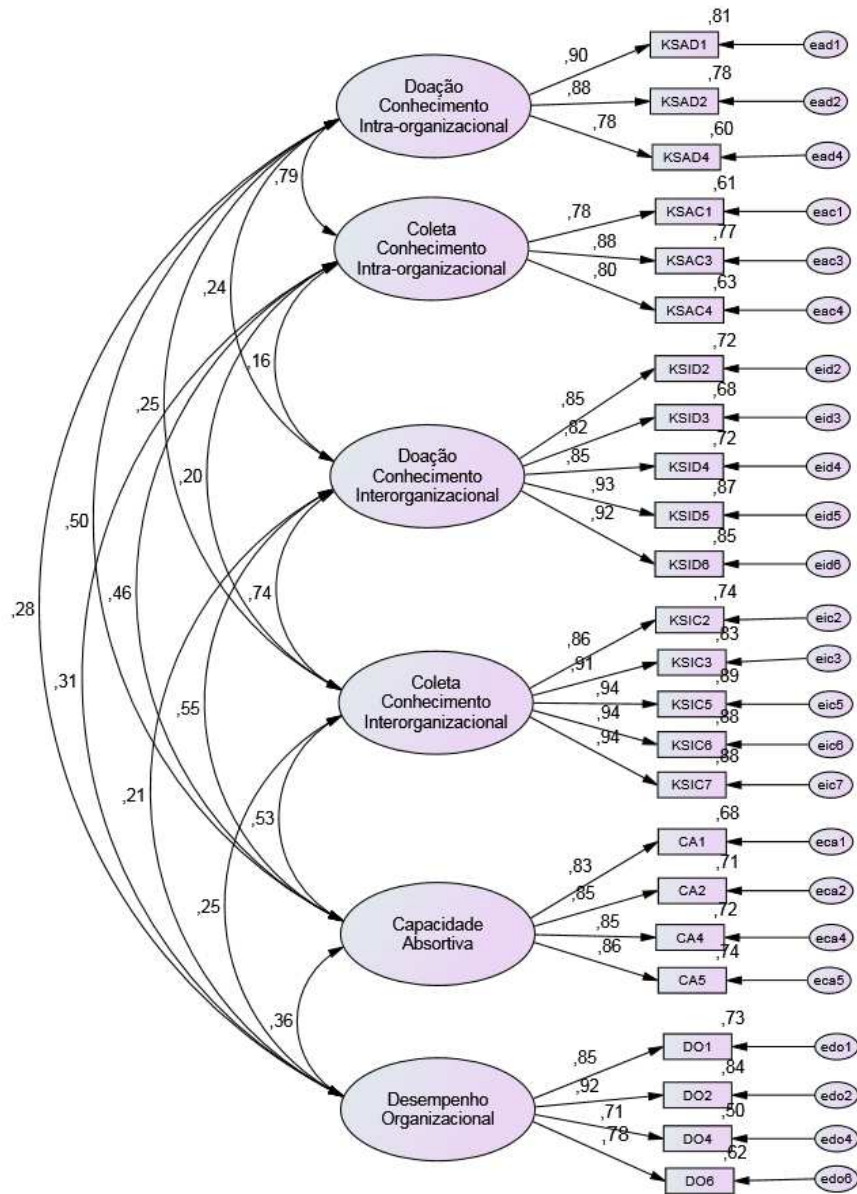 ,81
,90
KSAD1
ead1
Doação
Conhecimento
Intra-organizacional
,78
,88
KSAD2
ead2
,60
,78
KSAD4
ead4
,79
,61
,78
KSAC1
eac1
Coleta
Conhecimento
Intra-organizacional
,77
,88
KSAC3
eac3
,63
,80
KSAC4
eac4
,24
,16
,72
KSID2
eid2
,85
,68
,25
,82
KSID3
eid3
,72
Doação
Conhecimento
Interorganizacional
,85
KSID4
eid4
,20
,87
,93
KSID5
eid5
,50
,85
,92
KSID6
eid6
,46
,74
,28
,74
,86
KSIC2
eic2
,83
,91
KSIC3
eic3
Coleta
Conhecimento
Interorganizacional
,89
,94
KSIC5
eic5
,31
,55
,88
,94
KSIC6
eic6
,88
,94
KSIC7
eic7
,21
,53
,68
,83
CA1
eca1
,71
,85
CA2
eca2
,25
Capacidade
Absortiva
,72
,85
CA4
eca4
,74
,86
CA5
eca5
,36
,73
,85
DO1
edo1
,84
,92
DO2
edo2
Desempenho
Organizacional
,50
,71
DO4
edo4
,62
,78
DO6
edo6